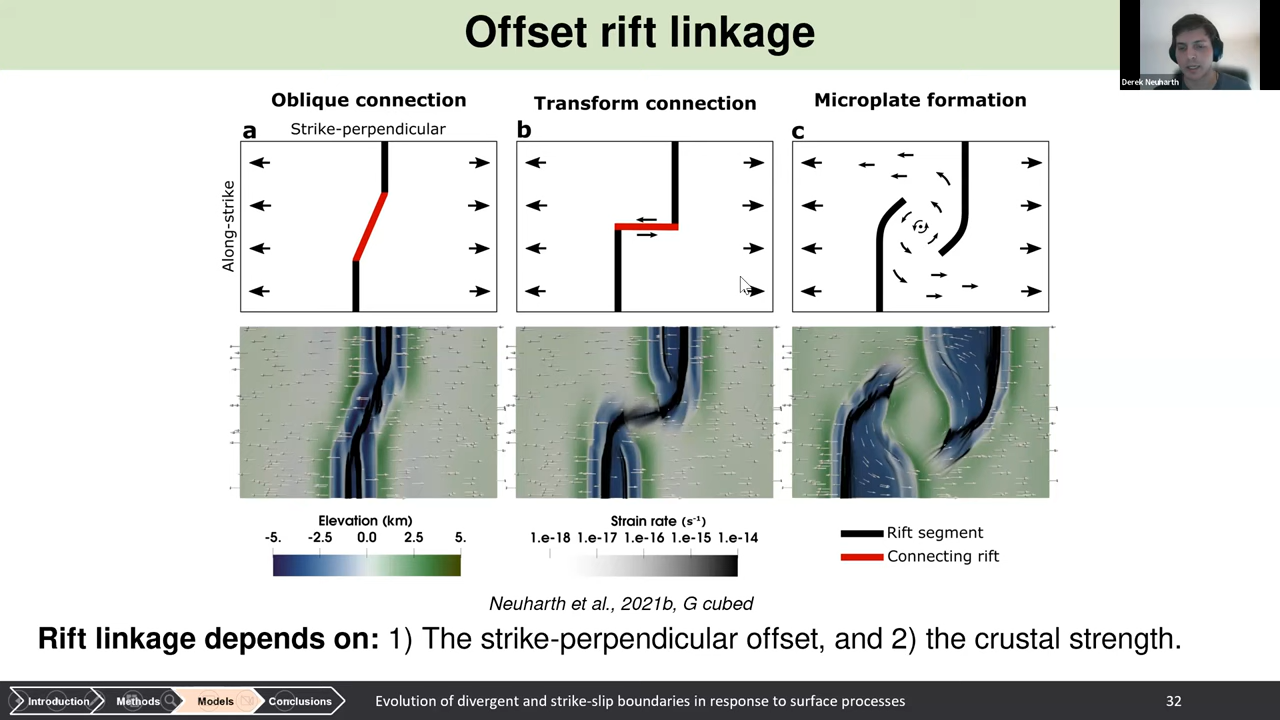 Offset rift linkage
Derek Neuharth
Oblique connection
Transform connection
Microplate formation
a
Strike-perpendicular
b
c
Along-strike
Elevation (km)
-5. -2.5 0.0 2.5 5.
Strain rate (s⁻¹)
1.e-18 1.e-17 1.e-16 1.e-15 1.e-14
Rift segment
Connecting rift
Neuharth et al., 2021b, G cubed
Rift linkage depends on: 1) The strike-perpendicular offset, and 2) the crustal strength.
Introduction Methods Models Conclusions
Evolution of divergent and strike-slip boundaries in response to surface processes
32